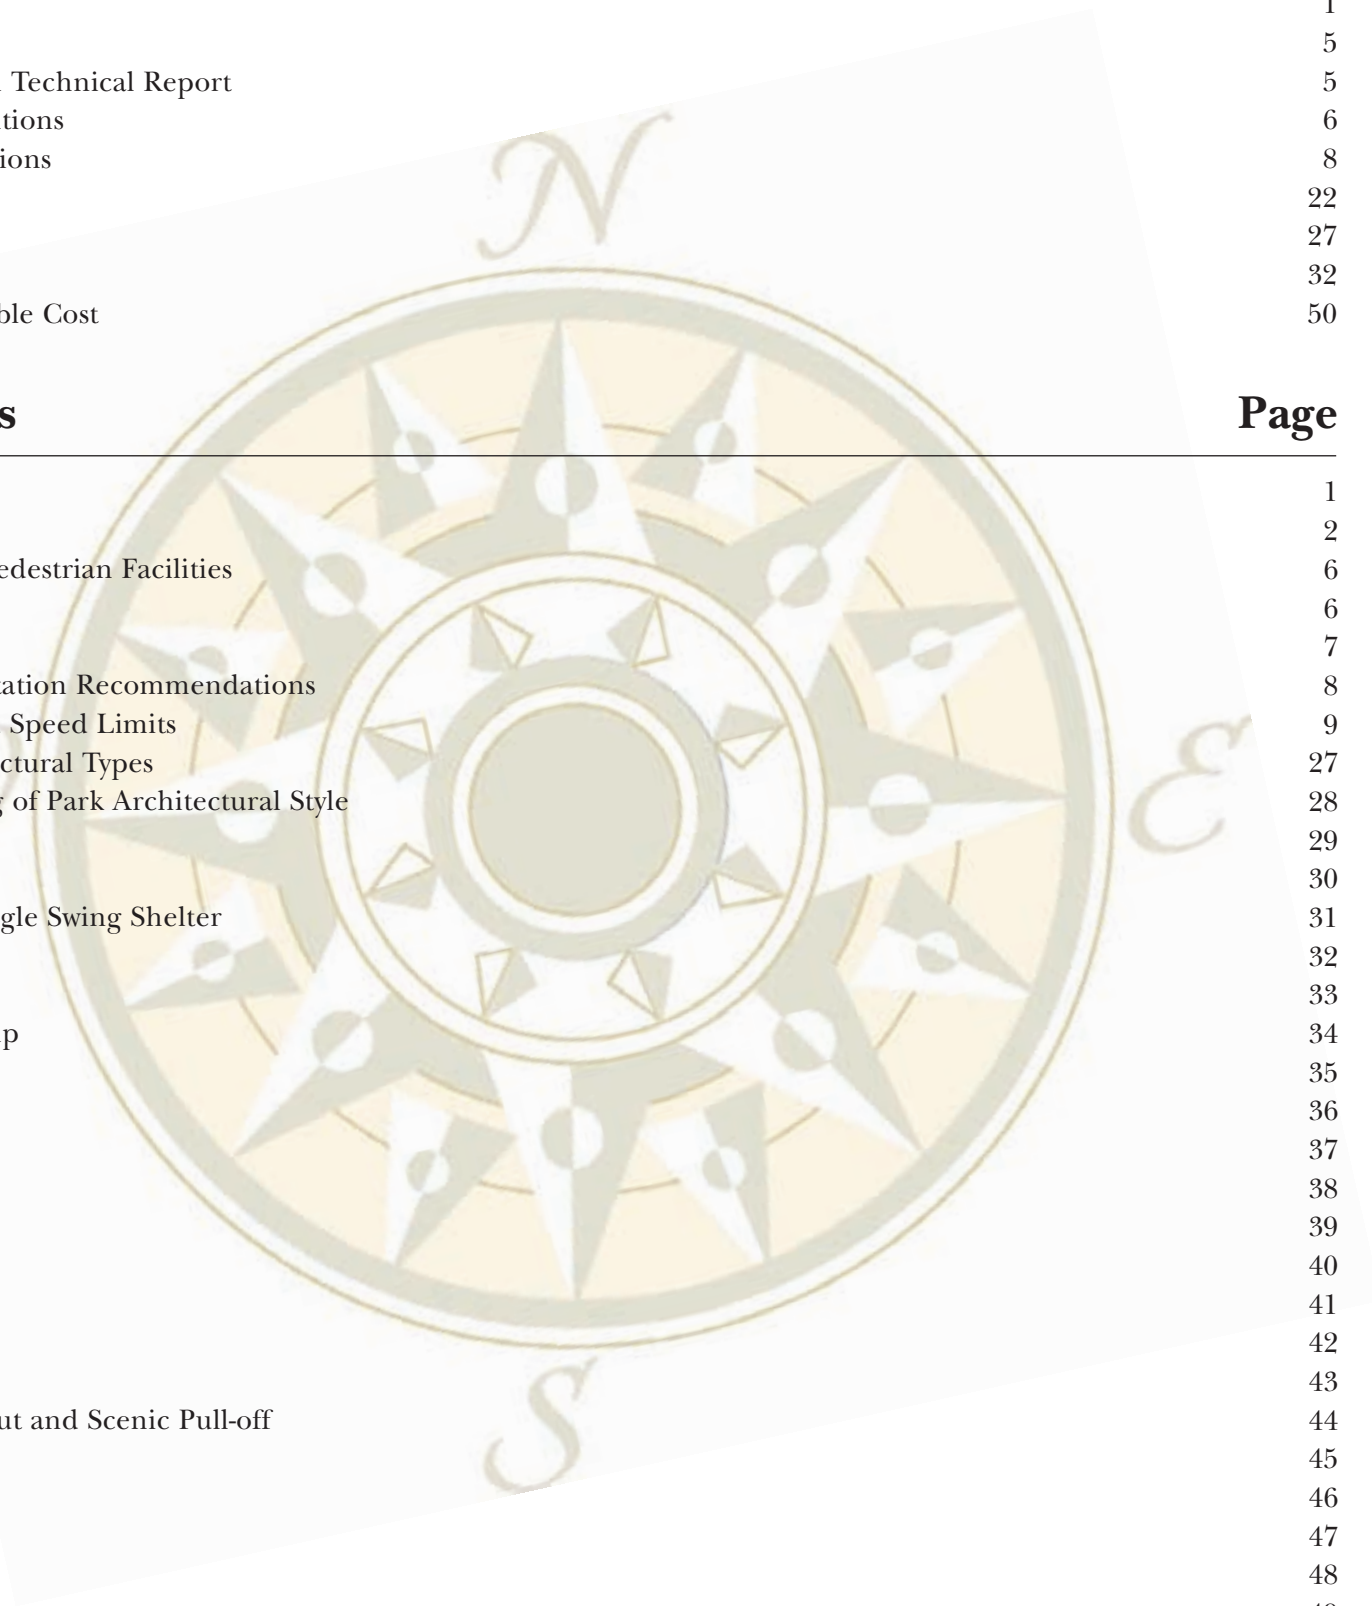 1
5
Technical Report 5
tions 6
ions 8
22
27
32
ble Cost 50
s Page
1
2
edestrian Facilities 6
6
7
tation Recommendations 8
Speed Limits 9
ctural Types 27
g of Park Architectural Style 28
29
30
gle Swing Shelter 31
32
33
p 34
35
36
37
38
39
40
41
42
43
ut and Scenic Pull-off 44
45
46
47
48
N
E
S